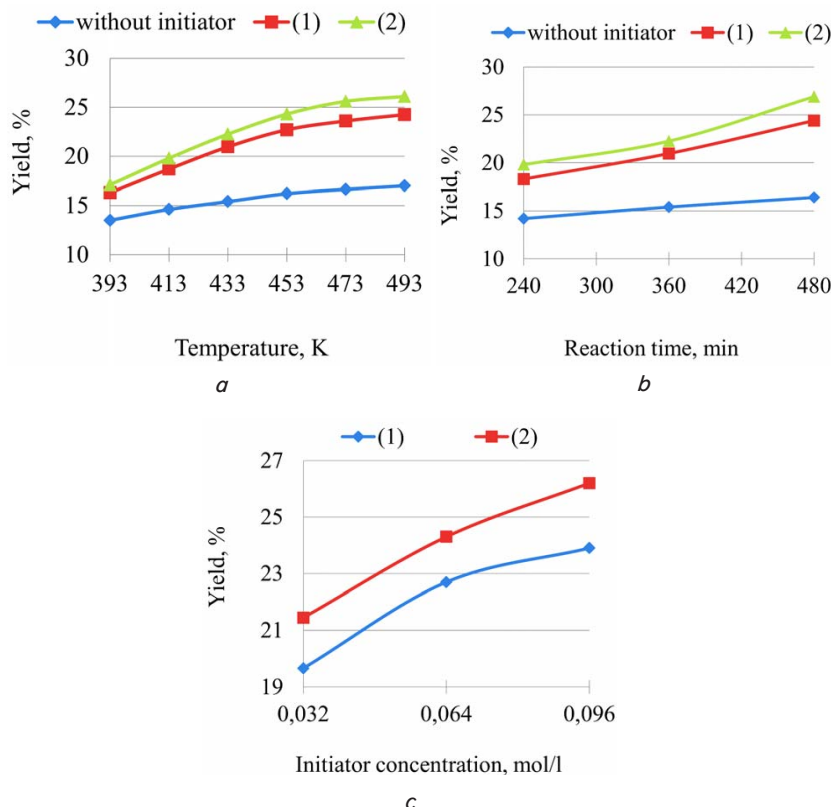 without initiator (1) (2)
30
25
20
15
10
Yield, %
393 413 433 453 473 493
Temperature, K
a
without initiator (1) (2)
30
25
20
15
10
Yield, %
240 300 360 420 480
Reaction time, min
b
(1) (2)
27
25
23
21
19
Yield, %
0,032 0,064 0,096
Initiator concentration, mol/l
c